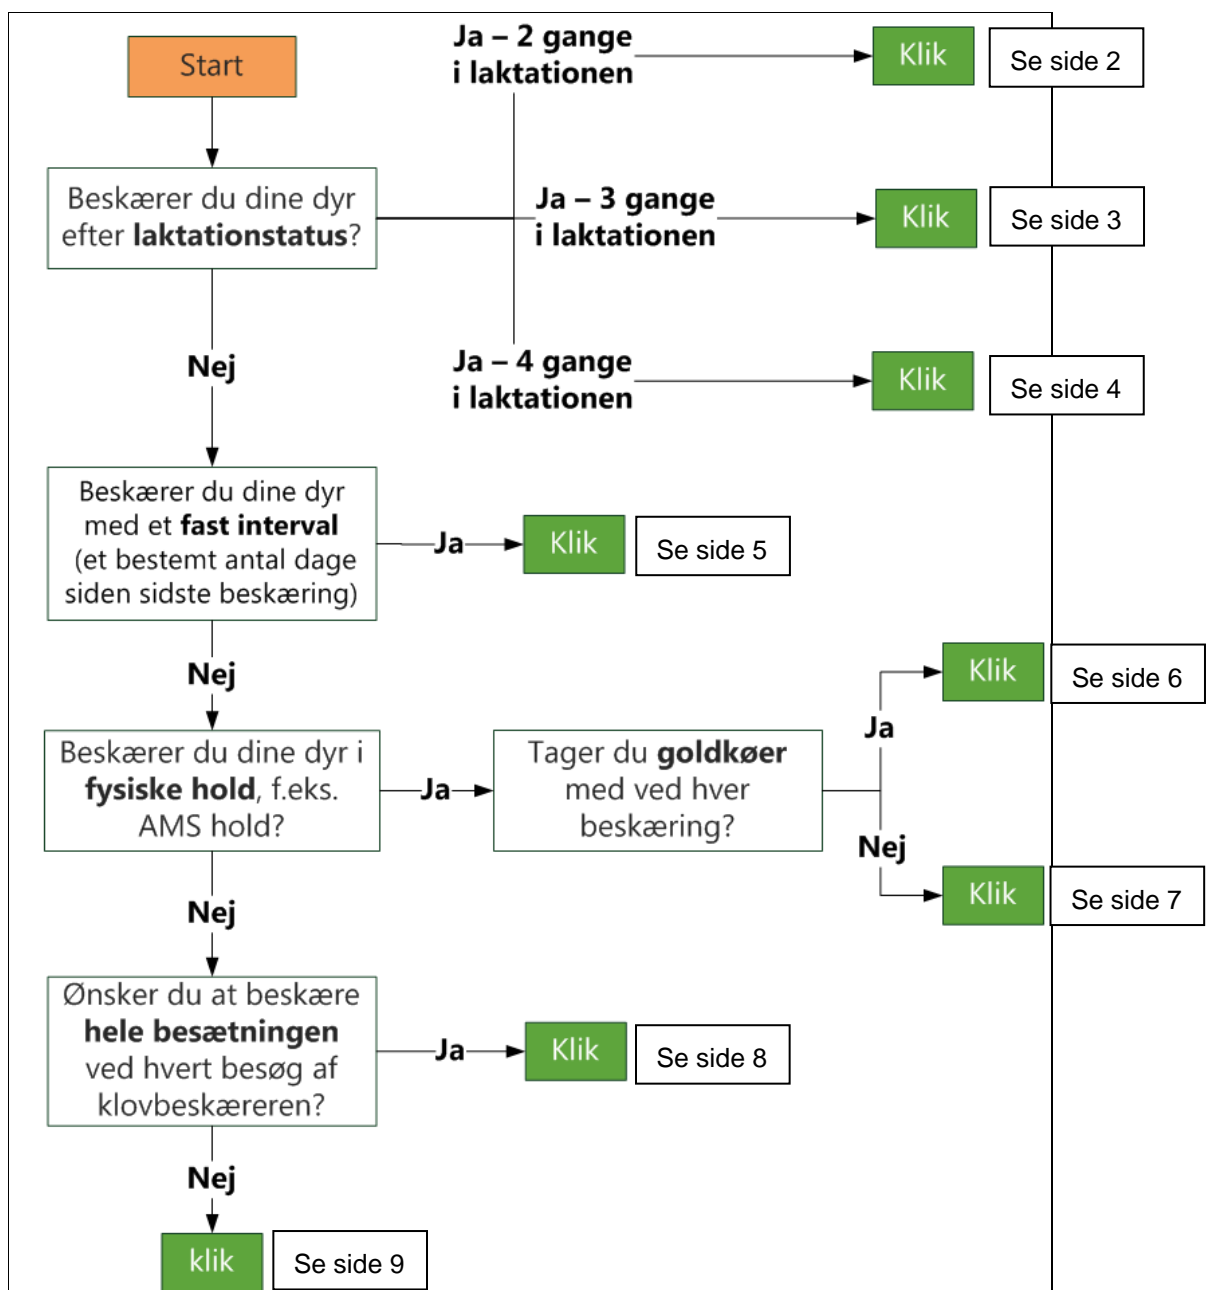 Start
Ja – 2 gange
i laktationen
Klik
Se side 2
Beskærer du dine dyr
efter laktationstatus?
Ja – 3 gange
i laktationen
Klik
Se side 3
Nej
Ja – 4 gange
i laktationen
Klik
Se side 4
Beskærer du dine dyr
med et fast interval
(et bestemt antal dage
siden sidste beskæring)
Ja
Klik
Se side 5
Nej
Beskærer du dine dyr i
fysiske hold, f.eks.
AMS hold?
Ja
Tager du goldkøer
med ved hver
beskæring?
Ja
Klik
Se side 6
Nej
Klik
Se side 7
Nej
Ønsker du at beskære
hele besætningen
ved hvert besøg af
klovbeskæreren?
Ja
Klik
Se side 8
Nej
klik
Se side 9